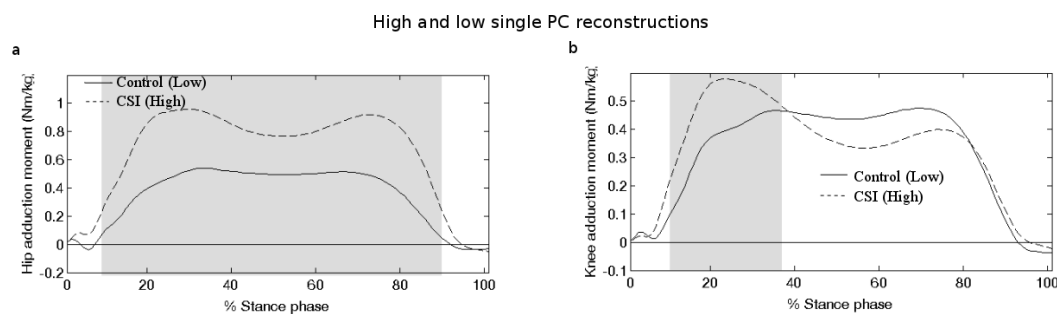 High and low single PC reconstructions
a
b
Hip adduction moment (Nm/kg)
1
0.8
0.6
0.4
0.2
0
-0.2
Control (Low)
CSI (High)
0 20 40 60 80 100
% Stance phase
Knee adduction moment (Nm/kg)
0.5
0.4
0.3
0.2
0.1
0
-0.1
Control (Low)
CSI (High)
0 20 40 60 80 100
% Stance phase